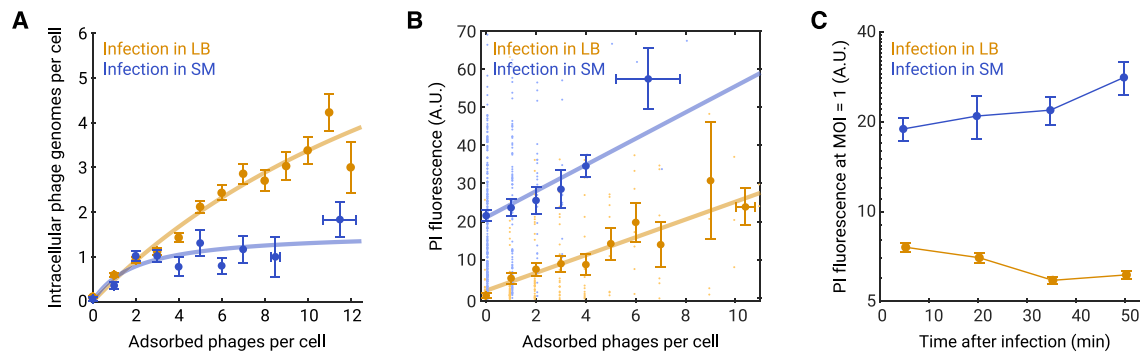 A
Infection in LB
Infection in SM
Intracellular phage genomes per cell
6
5
4
3
2
1
0
0 2 4 6 8 10 12
Adsorbed phages per cell
B
Infection in LB
Infection in SM
PI fluorescence (A.U.)
70
60
50
40
30
20
10
0
0 2 4 6 8 10
Adsorbed phages per cell
C
Infection in LB
Infection in SM
PI fluorescence at MOI = 1 (A.U.)
40
20
10
5
0 10 20 30 40 50
Time after infection (min)